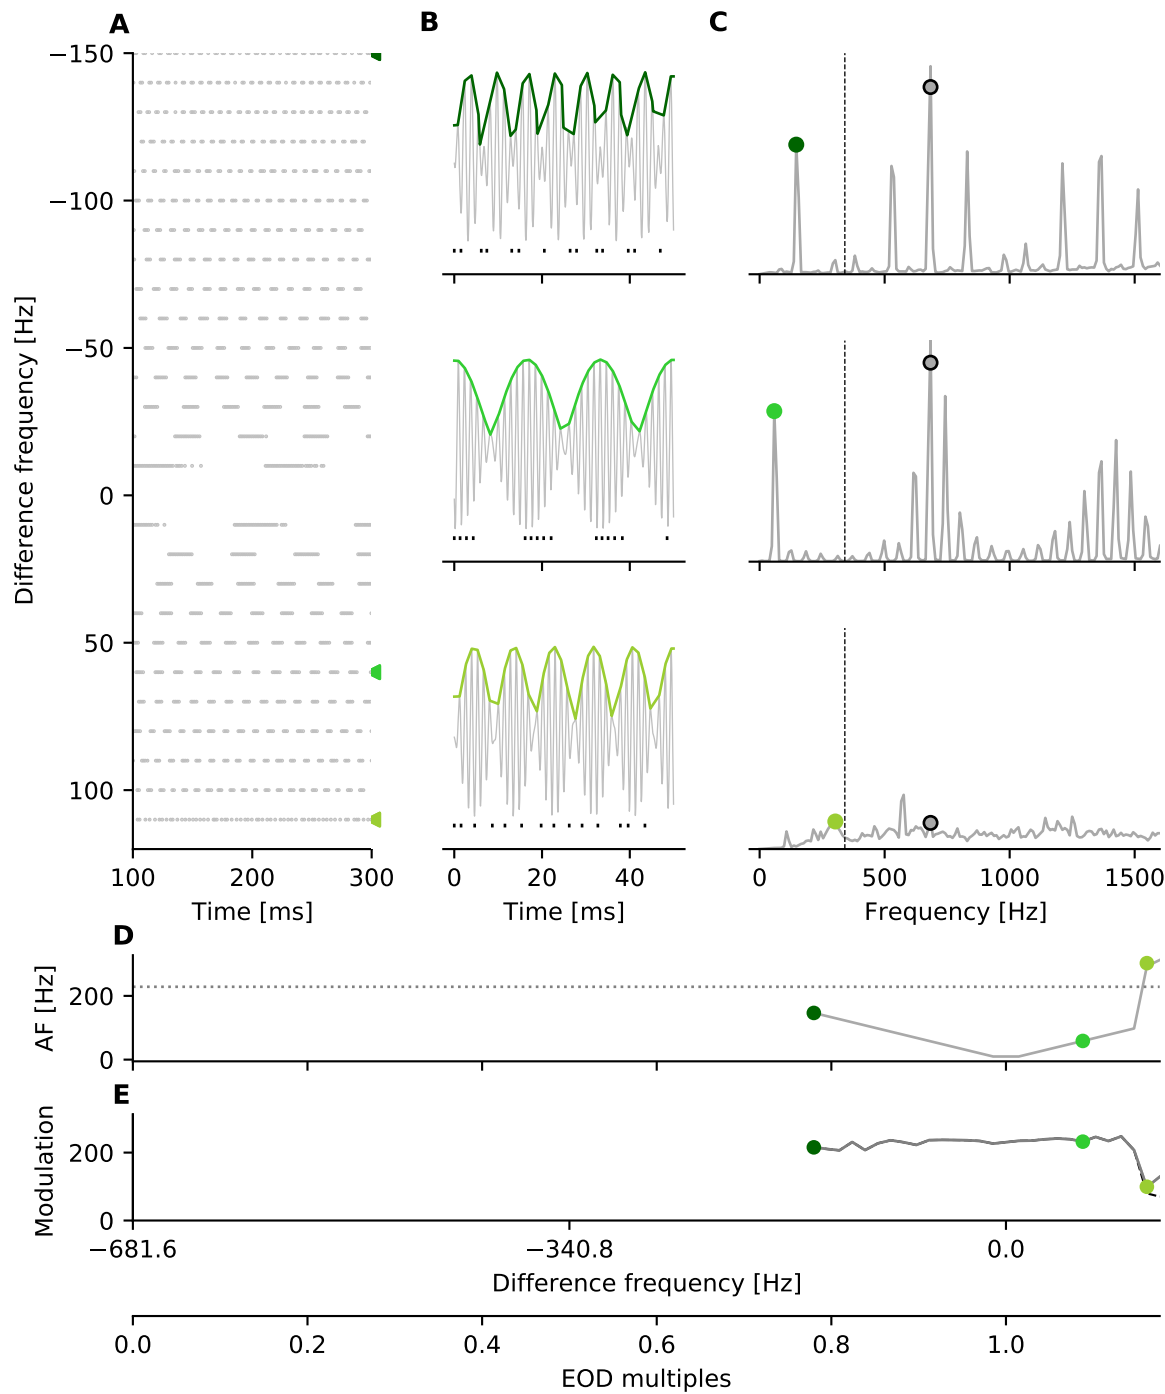 A
B
C
−150
−100
−50
0
50
100
Difference frequency [Hz]
100
200
300
Time [ms]
0
20
40
Time [ms]
0
500
1000
1500
Frequency [Hz]
D
AF [Hz]
200
0
E
Modulation
200
0
−681.6
−340.8
0.0
Difference frequency [Hz]
0.0
0.2
0.4
0.6
0.8
1.0
EOD multiples